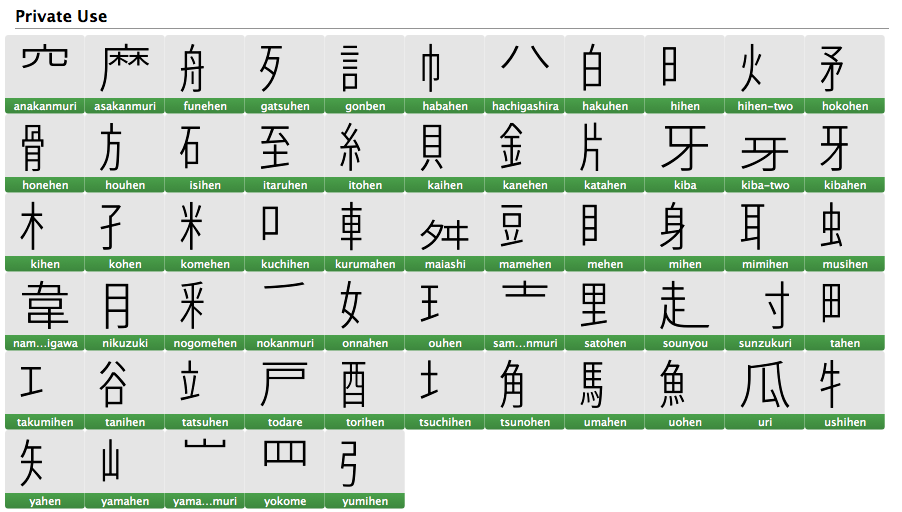 Private Use
穴 麻 舟 歹 訁 巾 八 白 日 火 矛
anakanmuri asakanmuri funehen gatsuhen gonben habahen hachigashira hakuhen hihen hihen-two hokohen
骨 方 石 至 糹 貝 釒 片 牙 牙 牙
honehen houhen isihen itaruhen itohen kaihen kanehen katahen kiba kiba-two kibahen
木 子 米 口 車 舛 豆 目 身 耳 虫
kihen kohen komehen kuchihen kurumahen maiashi mamehen mehen mihen mimihen musihen
韋 月 釆 一 女 王 士 里 走 寸 田
nam...igawa nikuzuki nogomehen nokanmuri onnahen ouhen sam...nmuri satohen sounyou sunzukuri tahen
工 谷 立 戸 酉 土 角 馬 魚 瓜 牛
takumihen tanihen tatsuhen todare torihen tsuchihen tsunohen umahen uohen uri ushihen
矢 山 山 罒 弓
yahen yamahen yama...muri yokome yumihen